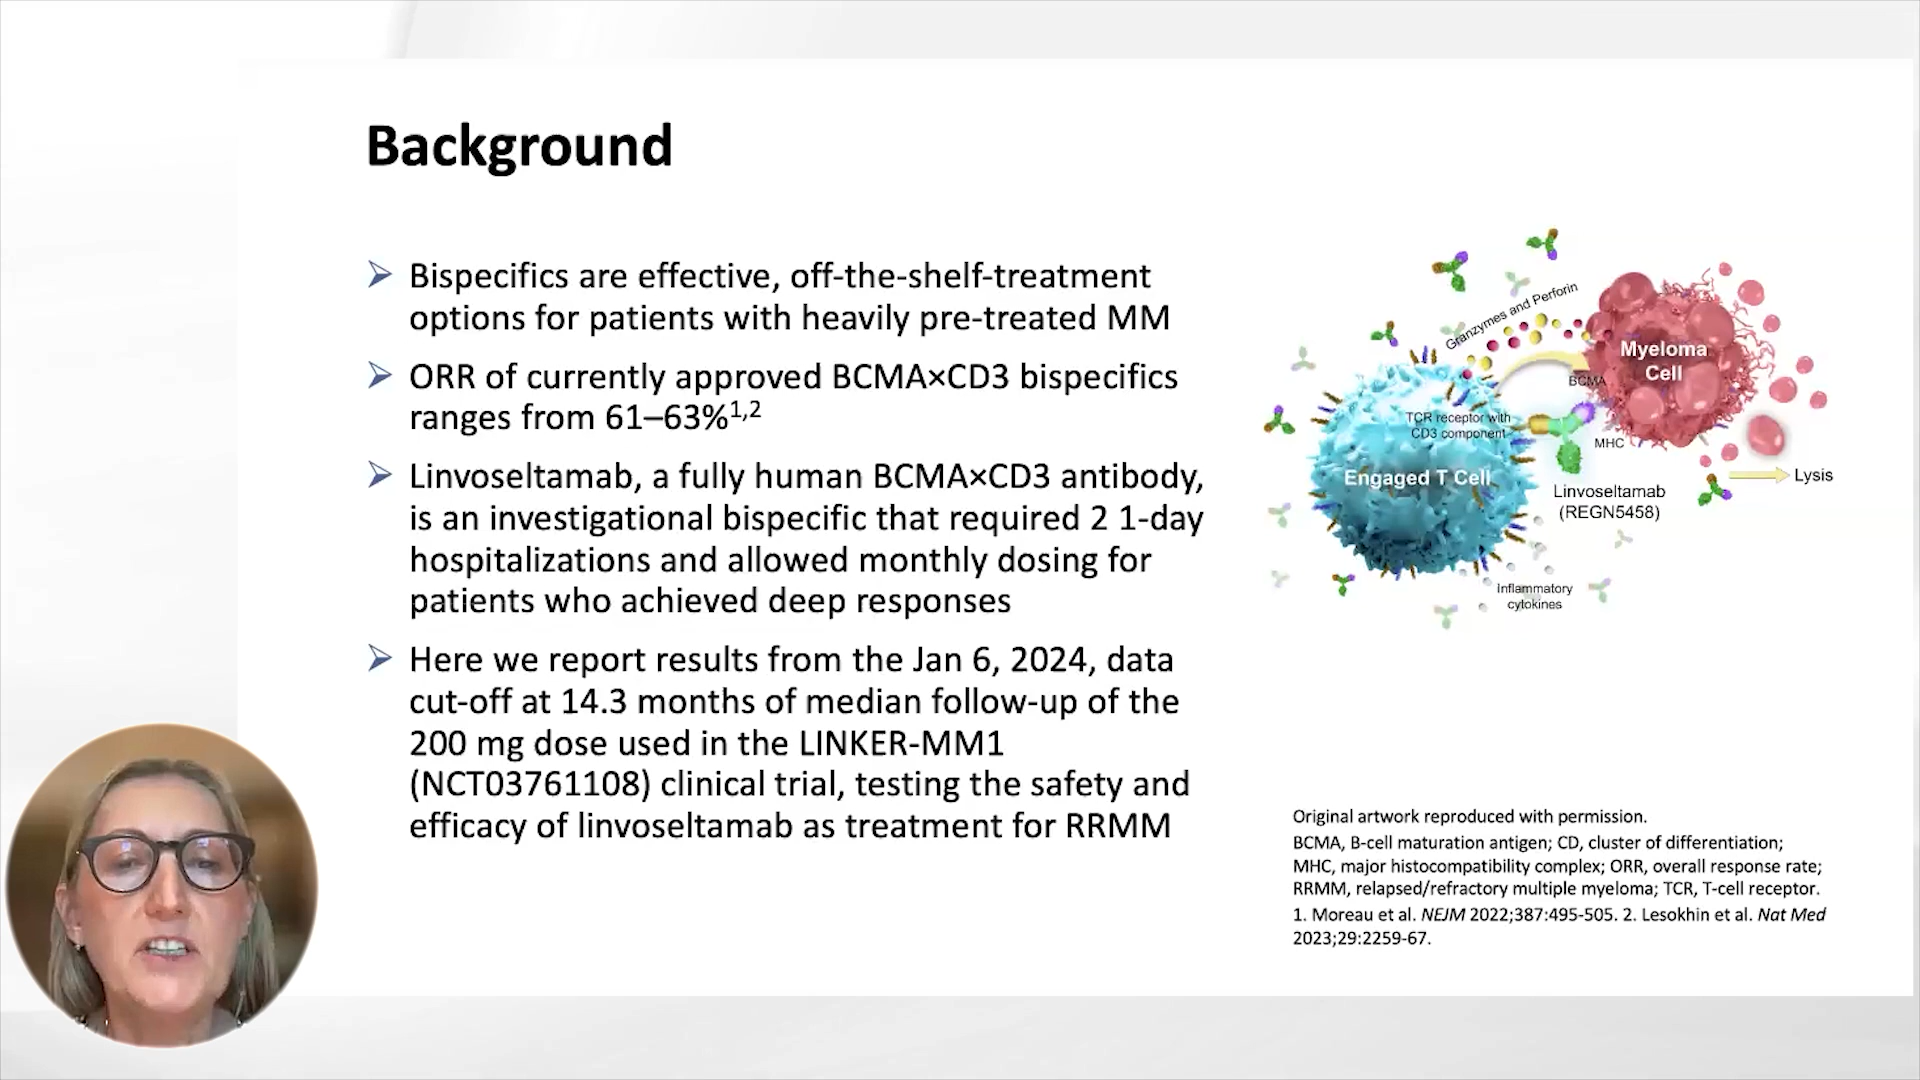 Background
Bispecifics are effective, off-the-shelf-treatment
options for patients with heavily pre-treated MM
ORR of currently approved BCMA×CD3 bispecifics
ranges from 61–63%1,2
Linvoseltamab, a fully human BCMA×CD3 antibody,
is an investigational bispecific that required 2 1-day
hospitalizations and allowed monthly dosing for
patients who achieved deep responses
Here we report results from the Jan 6, 2024, data
cut-off at 14.3 months of median follow-up of the
200 mg dose used in the LINKER-MM1
(NCT03761108) clinical trial, testing the safety and
efficacy of linvoseltamab as treatment for RRMM
Granzymes and Perforin
Myeloma
Cell
BCMA
TCR receptor with
CD3 component
MHC
Engaged T Cell
Lysis
Linvoseltamab
(REGN5458)
Inflammatory
cytokines
Original artwork reproduced with permission.
BCMA, B-cell maturation antigen; CD, cluster of differentiation;
MHC, major histocompatibility complex; ORR, overall response rate;
RRMM, relapsed/refractory multiple myeloma; TCR, T-cell receptor.
1. Moreau et al. NEJM 2022;387:495-505. 2. Lesokhin et al. Nat Med
2023;29:2259-67.